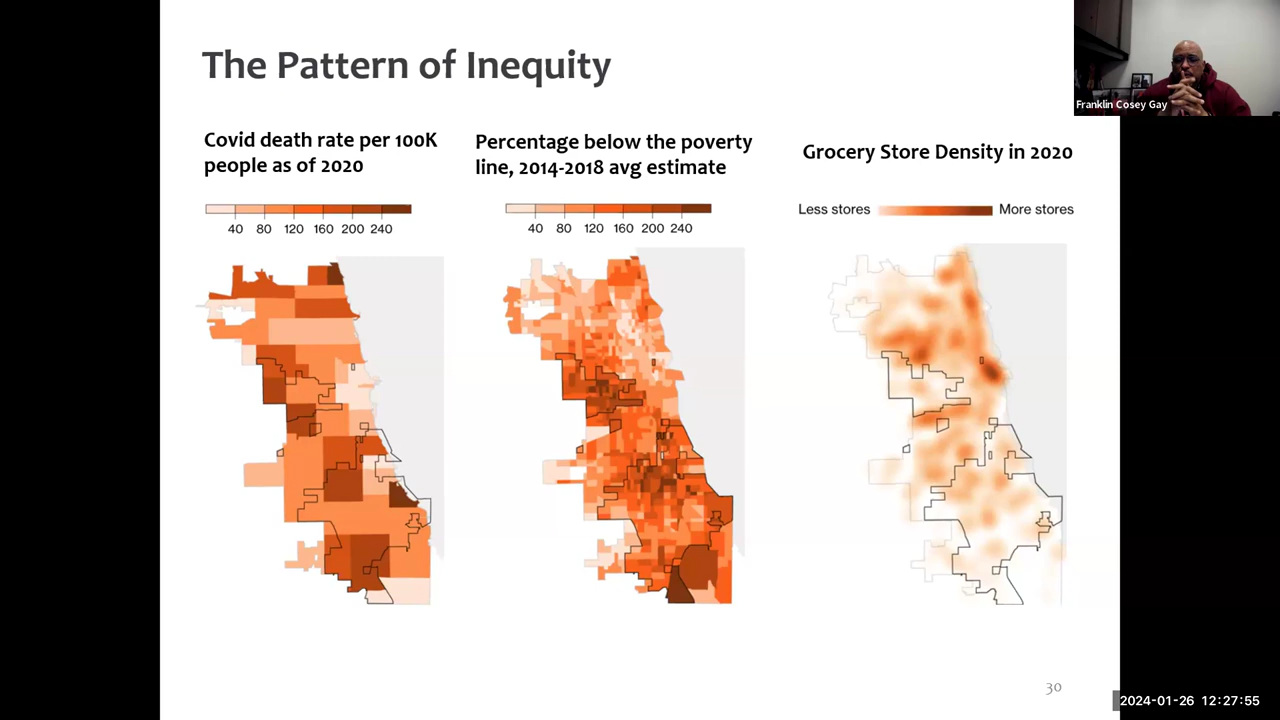 The Pattern of Inequity
Franklin Cosey Gay
Covid death rate per 100K
people as of 2020
Percentage below the poverty
line, 2014-2018 avg estimate
Grocery Store Density in 2020
40 80 120 160 200 240
40 80 120 160 200 240
Less stores More stores
30
2024-01-26 12:27:55